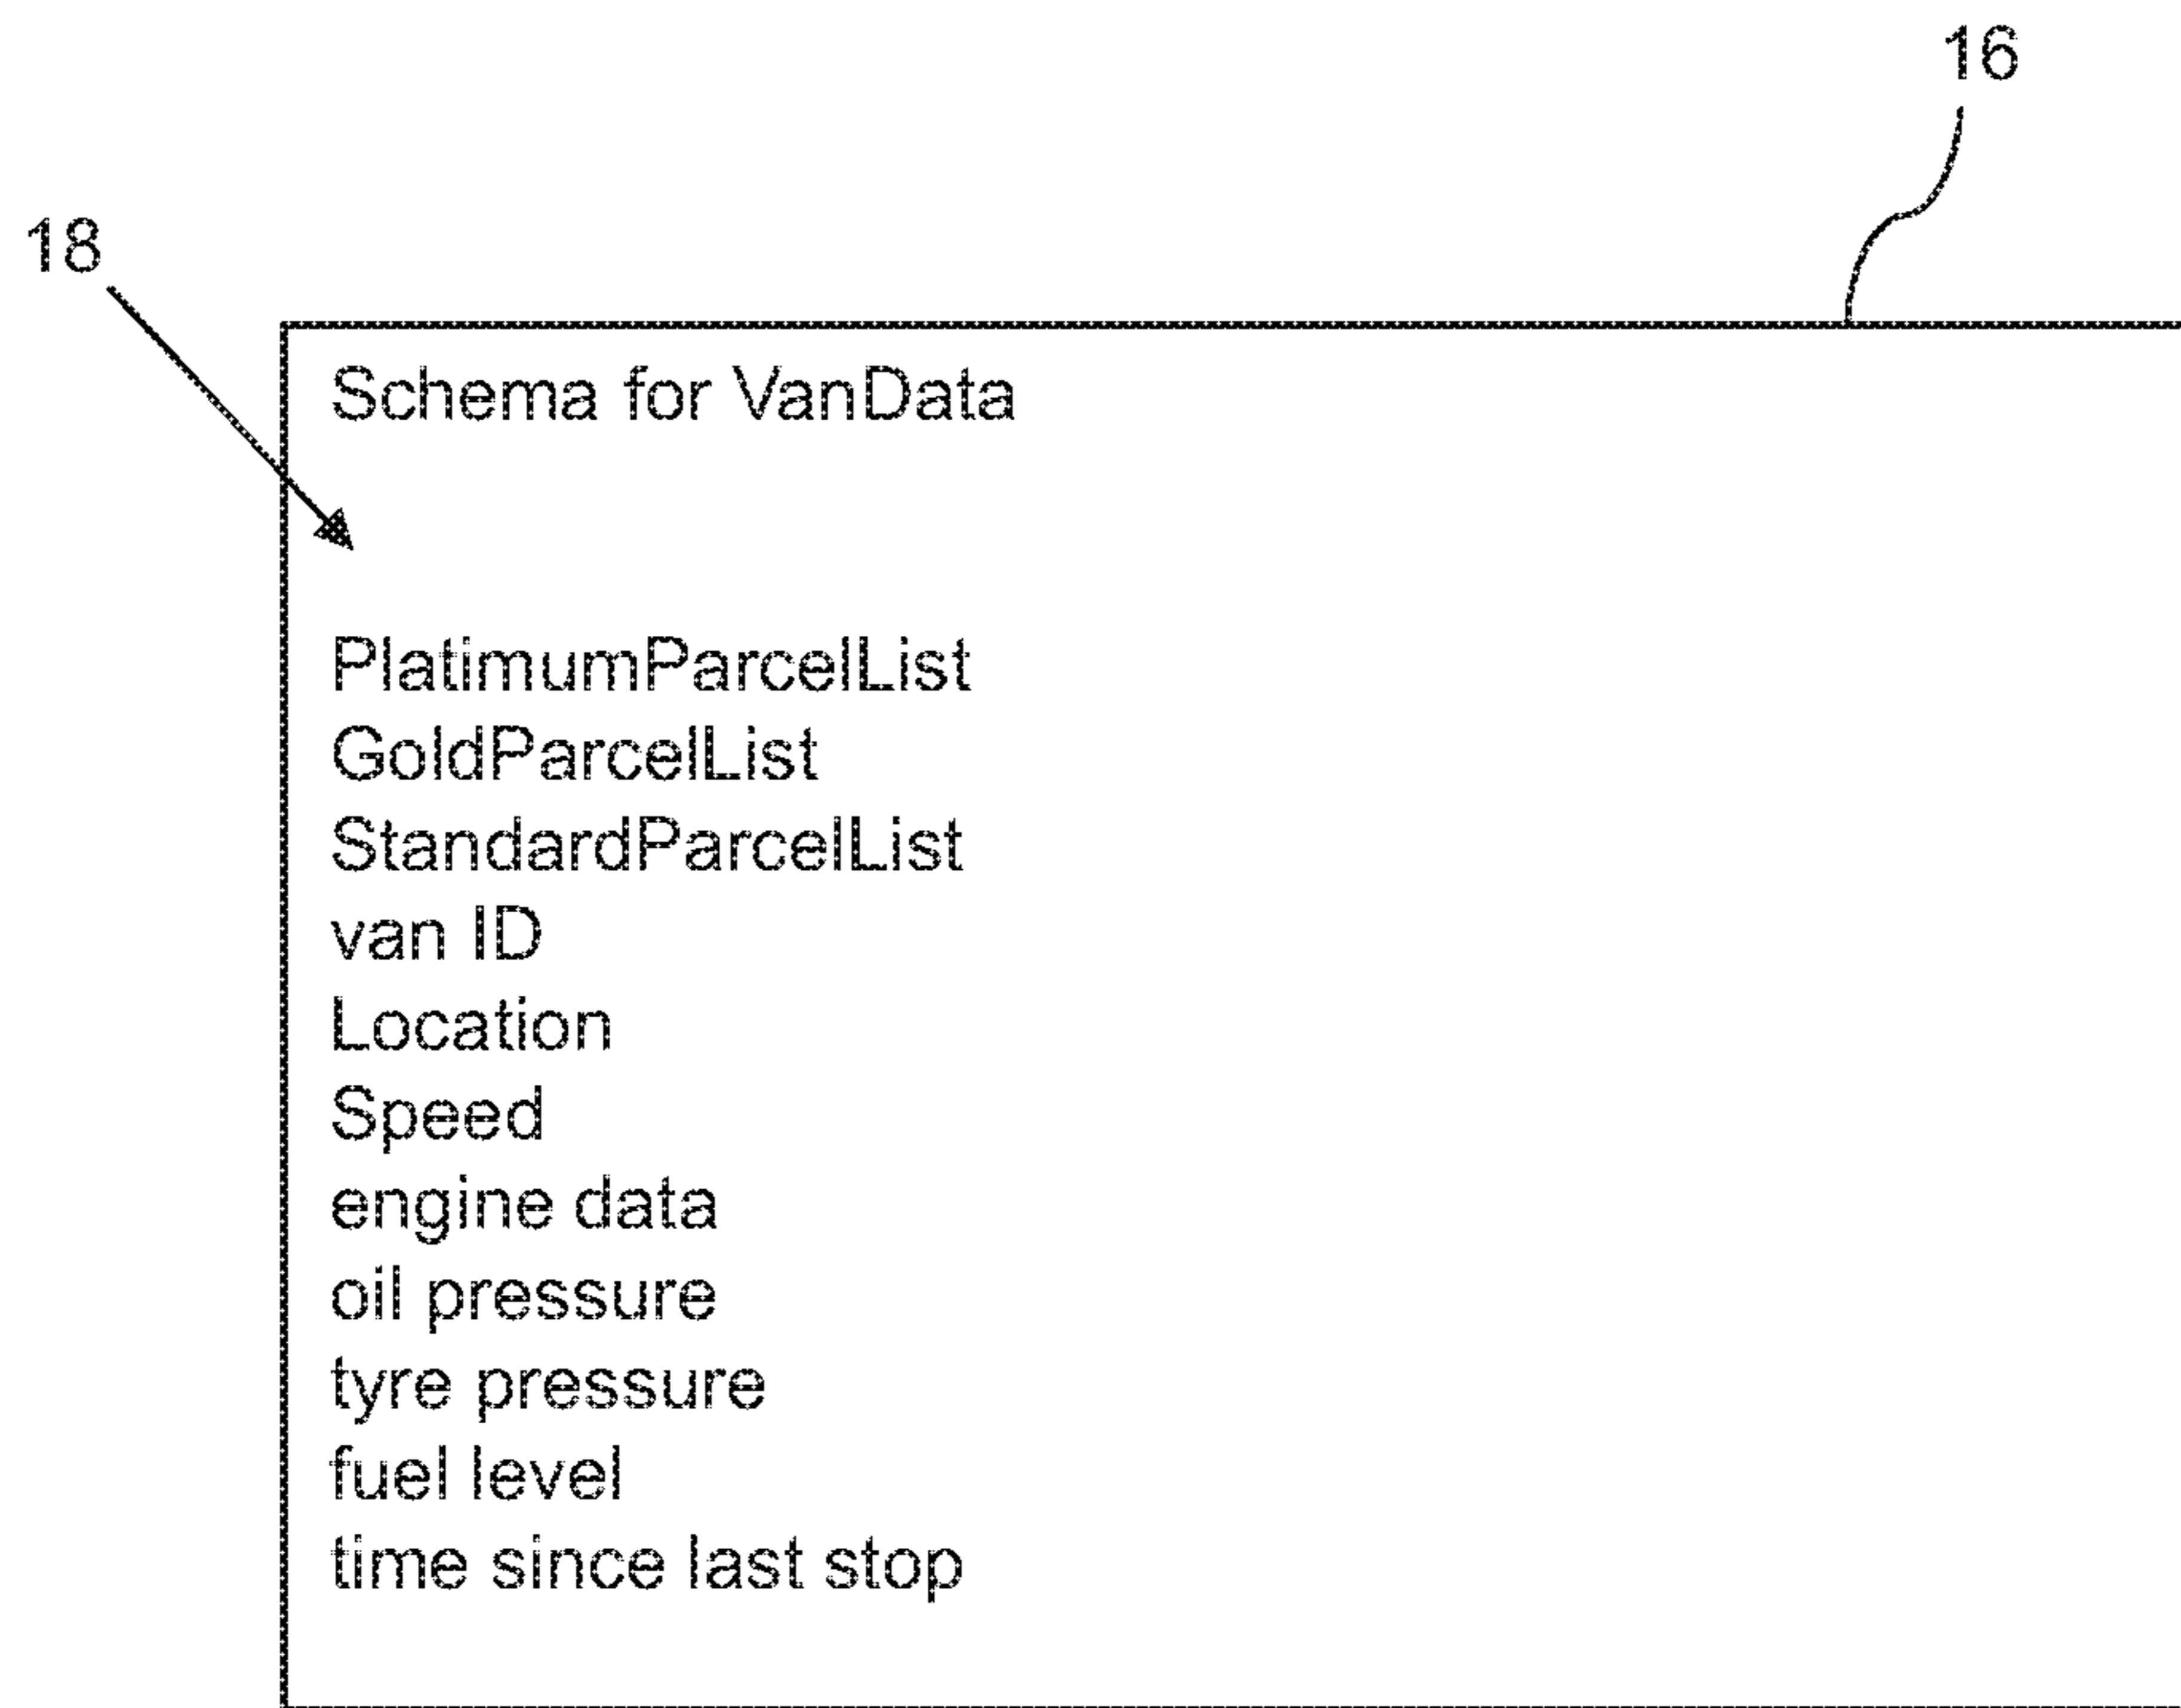 16
18
Schema for VanData
PlatimumParcelList
GoldParcelList
StandardParcelList
van ID
Location
Speed
engine data
oil pressure
tyre pressure
fuel level
time since last stop